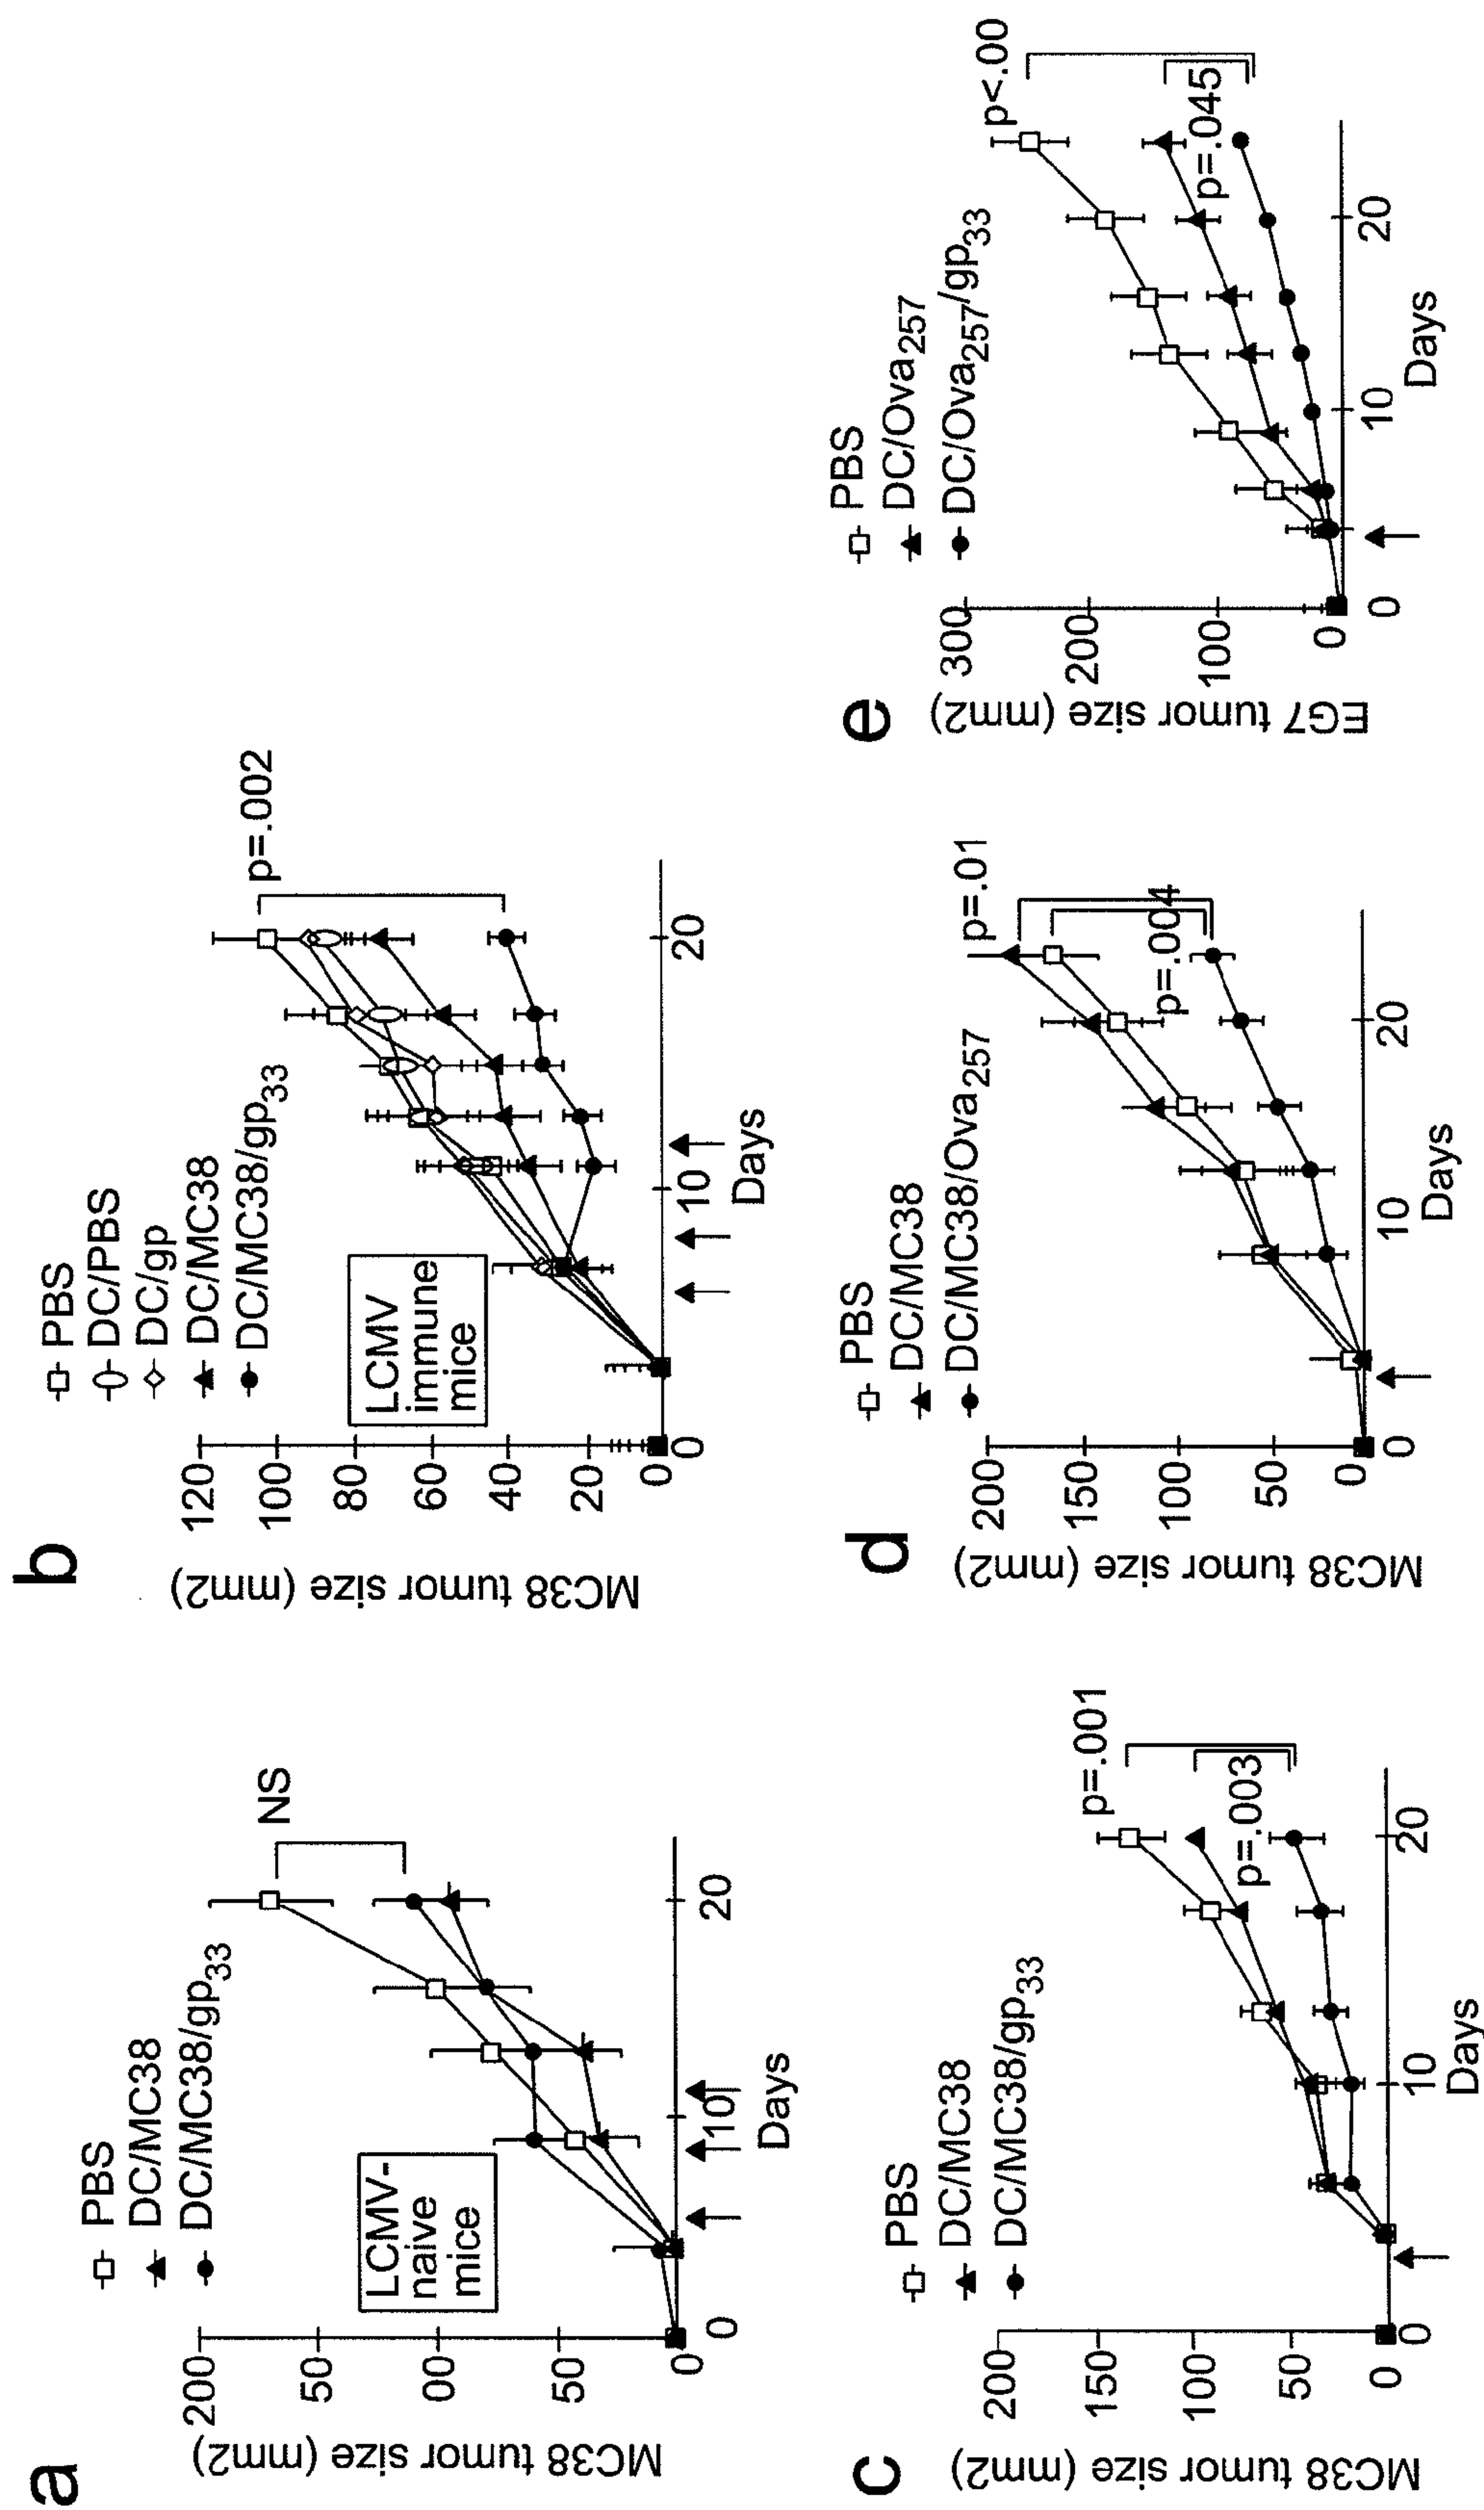 a
PBS
DC/MC38
DC/MC38/gp33
LCMV-
naive
mice
NS
MC38 tumor size (mm2)
200
50
00
50
0
0
10
20
Days
b
PBS
DC/PBS
DC/gp
DC/MC38
DC/MC38/gp33
LCMV
immune
mice
p=.002
MC38 tumor size (mm2)
120
100
80
60
40
20
0
0
10
20
Days
c
PBS
DC/MC38
DC/MC38/gp33
p=.001
p=.003
MC38 tumor size (mm2)
200
150
100
50
0
0
10
20
Days
d
PBS
DC/MC38
DC/MC38/Ova257
p=.01
p=.004
MC38 tumor size (mm2)
200
150
100
50
0
0
10
20
Days
e
PBS
DC/Ova257
DC/Ova257/gp33
p<.00
p=.045
EG7 tumor size (mm2)
300
200
100
0
0
10
20
Days